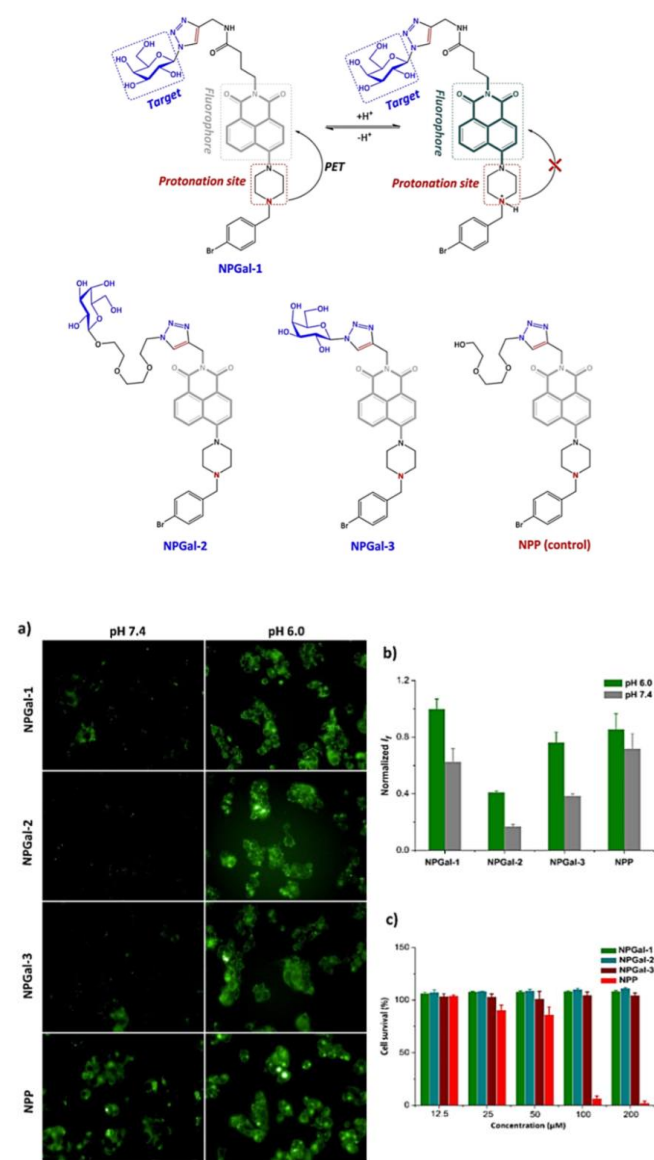 Target
Fluorophore
Protonation site
PET
NPGal-1
+H⁺
-H⁺
Target
Fluorophore
Protonation site
NPGal-2
NPGal-3
NPP (control)
a)
pH 7.4
pH 6.0
NPGal-1
NPGal-2
NPGal-3
NPP
b)
Normalized I_f
1.2
0.8
0.4
0.0
pH 6.0
pH 7.4
NPGal-1 NPGal-2 NPGal-3 NPP
c)
Cell survival (%)
150
100
50
0
NPGal-1
NPGal-2
NPGal-3
NPP
12.5 25 50 100 200
Concentration (µM)